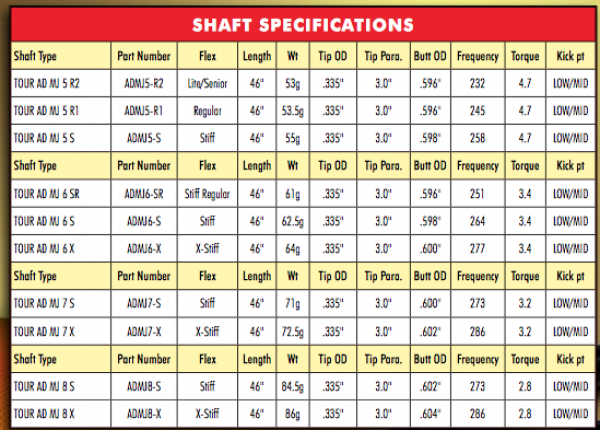 SHAFT SPECIFICATIONS
Shaft Type Part Number Flex Length Wt Tip OD Tip Para. Butt OD Frequency Torque Kick pt
TOUR AD MJ 5 R2 ADMJ5-R2 Lite/Senior 46" 53g .335" 3.0" .596" 232 4.7 LOW/MID
TOUR AD MJ 5 R1 ADMJ5-R1 Regular 46" 53.5g .335" 3.0" .596" 245 4.7 LOW/MID
TOUR AD MJ 5 S ADMJ5-S Stiff 46" 55g .335" 3.0" .598" 258 4.7 LOW/MID
Shaft Type Part Number Flex Length Wt Tip OD Tip Para. Butt OD Frequency Torque Kick pt
TOUR AD MJ 6 SR ADMJ6-SR Stiff Regular 46" 61g .335" 3.0" .596" 251 3.4 LOW/MID
TOUR AD MJ 6 S ADMJ6-S Stiff 46" 62.5g .335" 3.0" .598" 264 3.4 LOW/MID
TOUR AD MJ 6 X ADMJ6-X X-Stiff 46" 64g .335" 3.0" .600" 277 3.4 LOW/MID
Shaft Type Part Number Flex Length Wt Tip OD Tip Para. Butt OD Frequency Torque Kick pt
TOUR AD MJ 7 S ADMJ7-S Stiff 46" 71g .335" 3.0" .600" 273 3.2 LOW/MID
TOUR AD MJ 7 X ADMJ7-X X-Stiff 46" 72.5g .335" 3.0" .602" 286 3.2 LOW/MID
Shaft Type Part Number Flex Length Wt Tip OD Tip Para. Butt OD Frequency Torque Kick pt
TOUR AD MJ 8 S ADMJ8-S Stiff 46" 84.5g .335" 3.0" .602" 273 2.8 LOW/MID
TOUR AD MJ 8 X ADMJ8-X X-Stiff 46" 86g .335" 3.0" .604" 286 2.8 LOW/MID